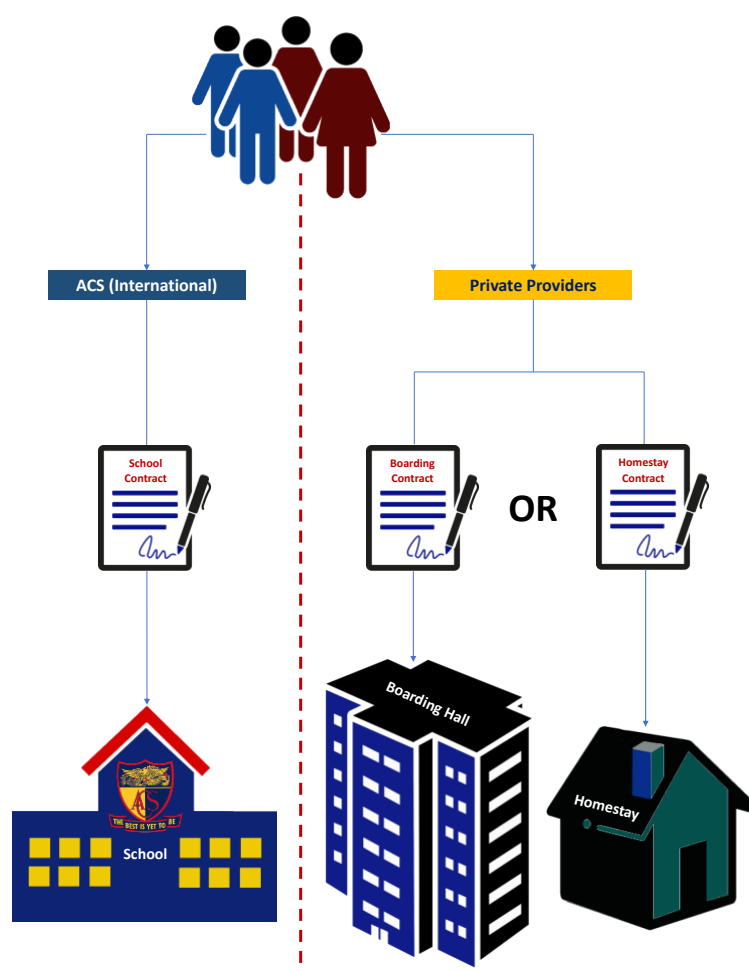 ACS (International)
Private Providers
School
Contract
Boarding
Contract
OR
Homestay
Contract
Boarding Hall
ACS
THE BEST IS YET TO BE
School
Homestay